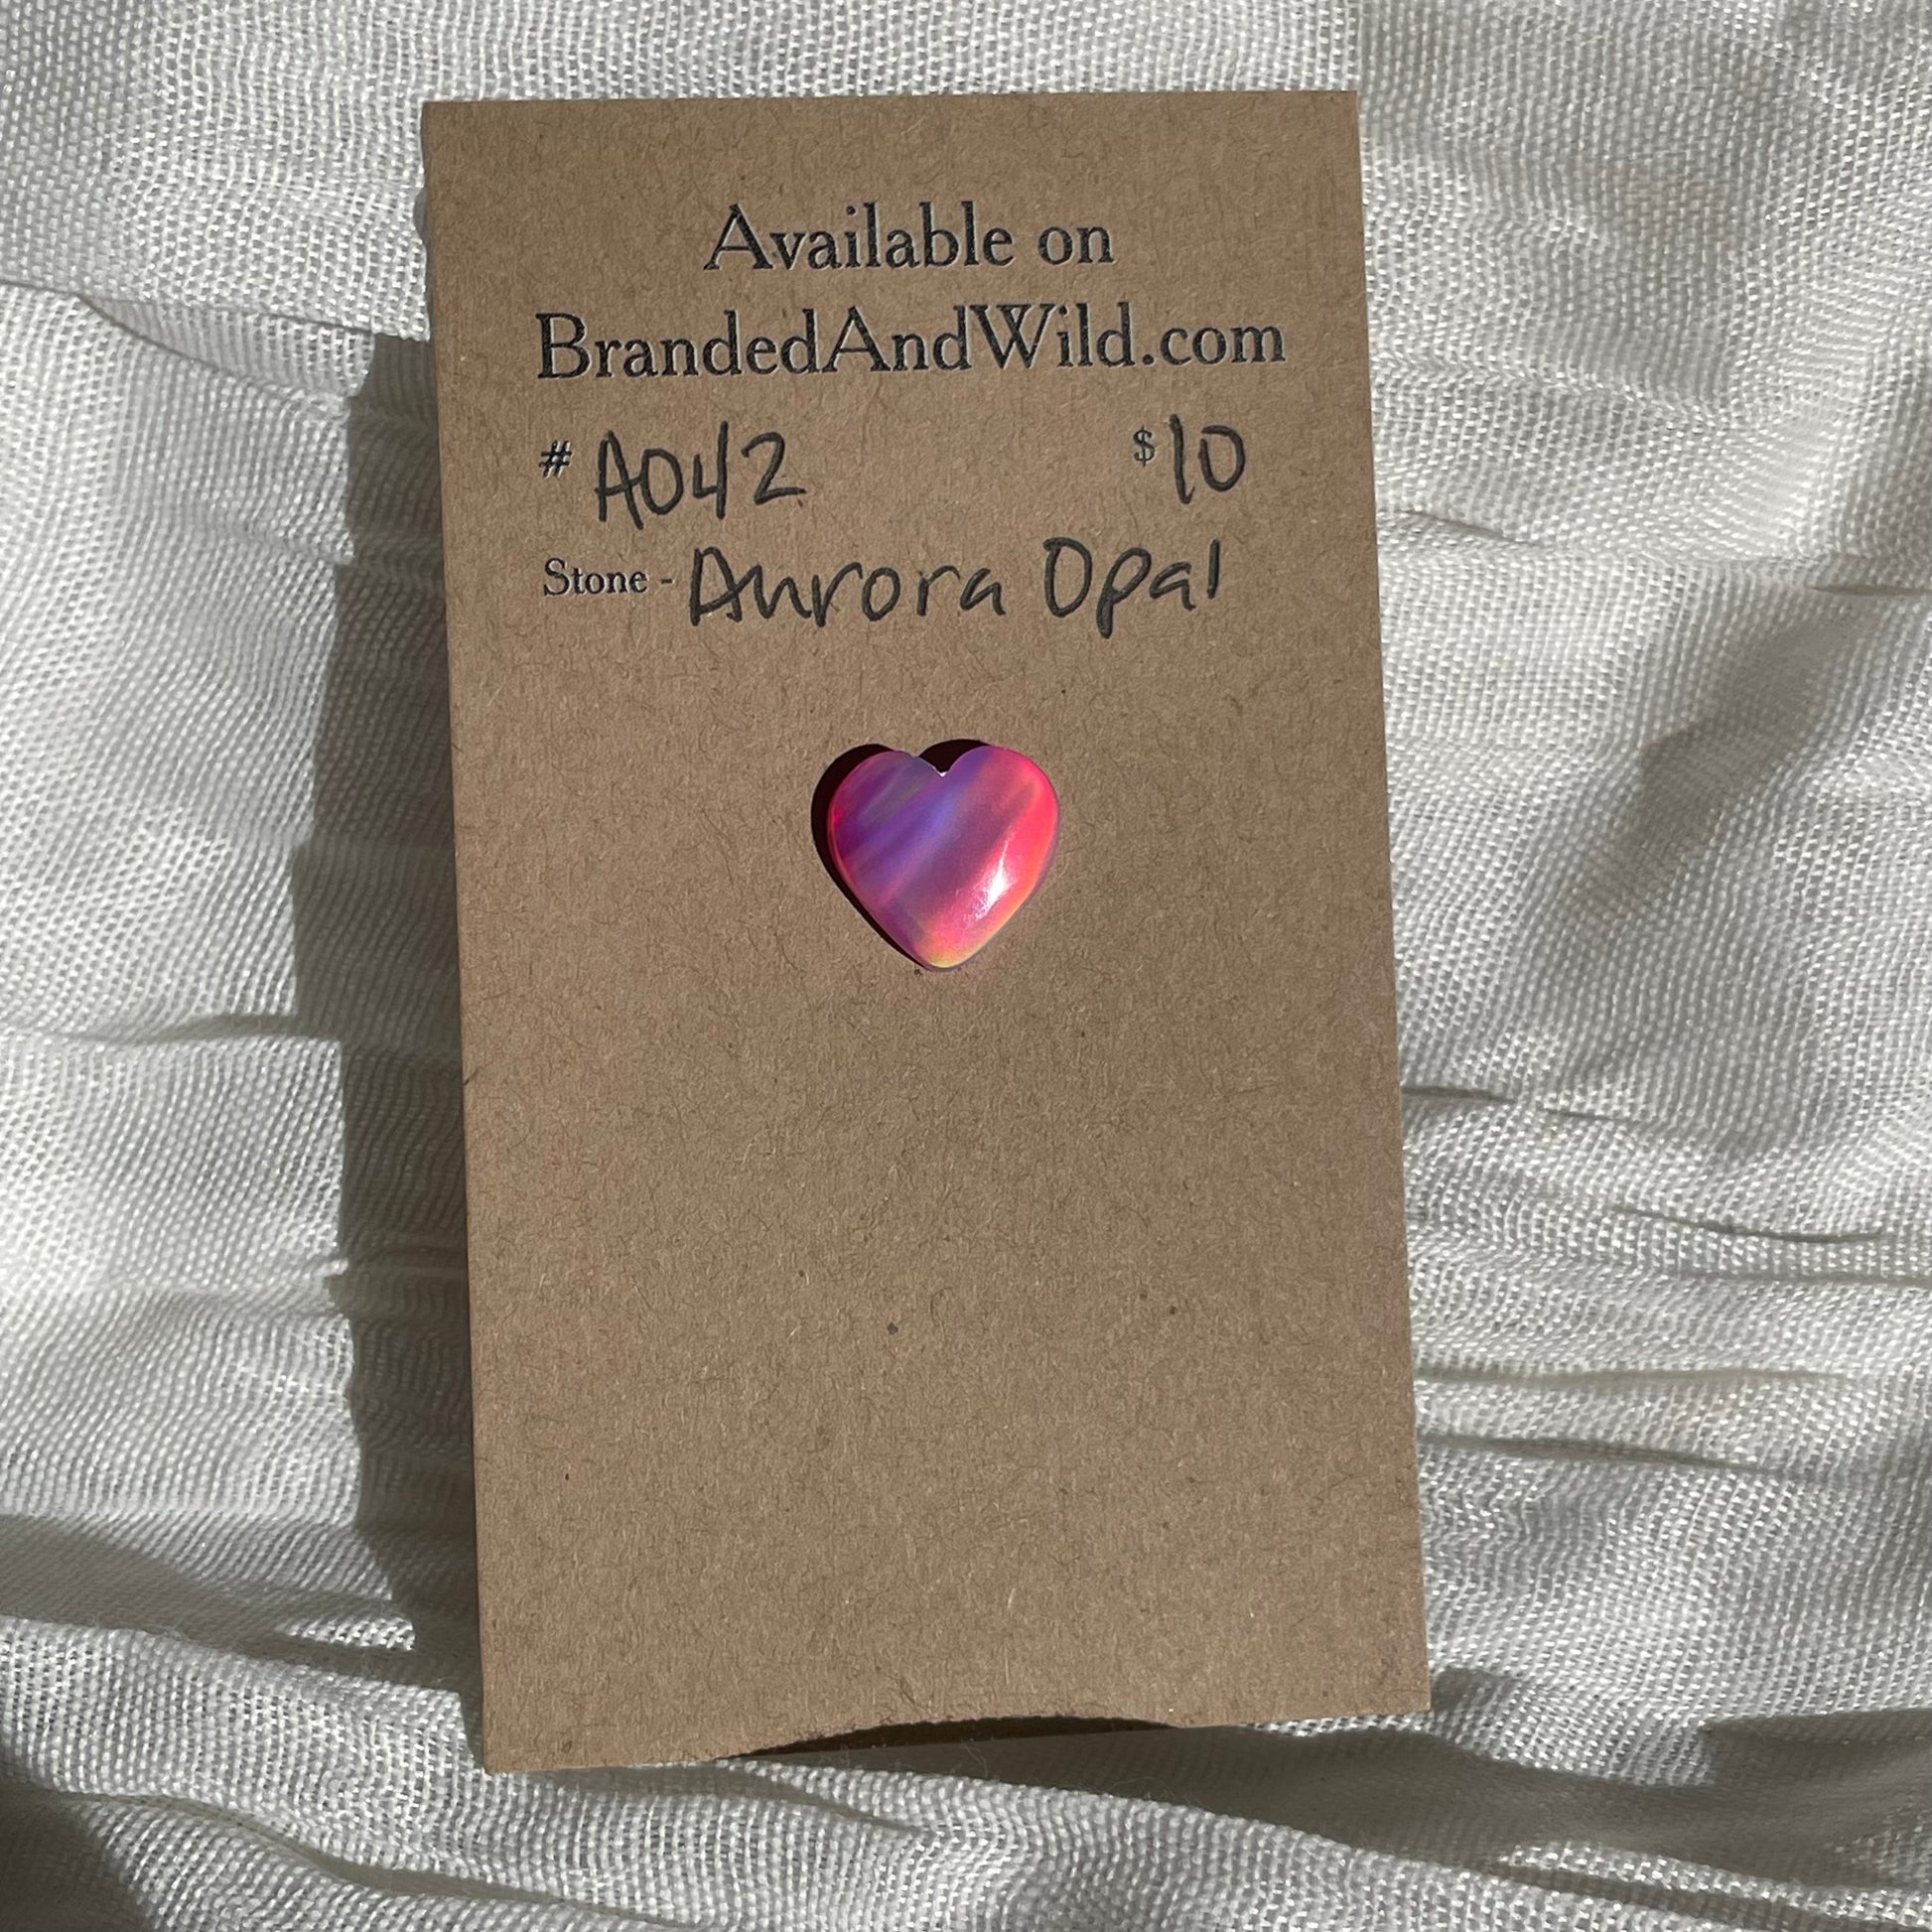 Available on
BrandedAndWild.com
# A042 $10
Stone - Aurora Opal